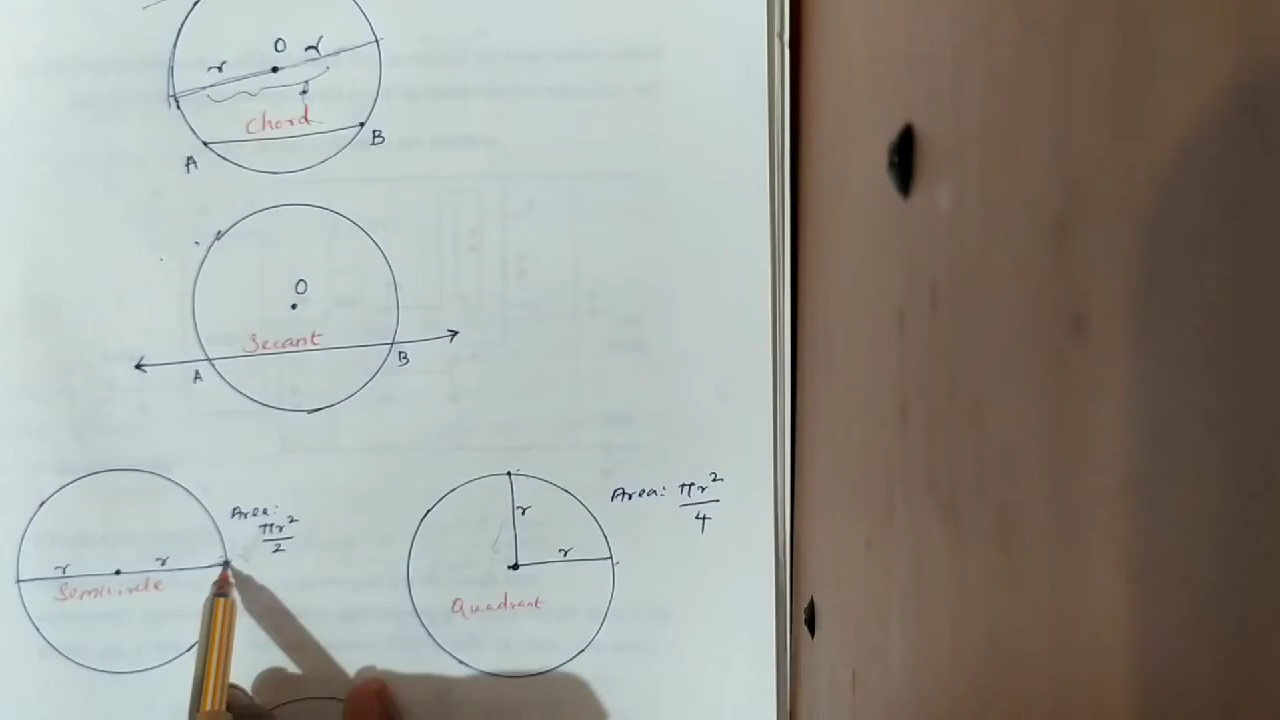 O
r r
d
Chord
A B
O
Secant
A B
Area:
πr²
2
r r
Semicircle
Area: πr²
4
r
r
Quadrant